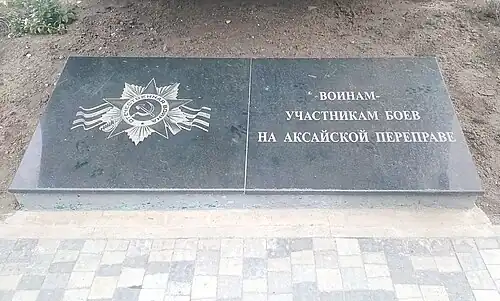 -ВОИНАМ-
УЧАСТНИКАМ БОЕВ
НА АКСАЙСКОЙ ПЕРЕПРАВЕ